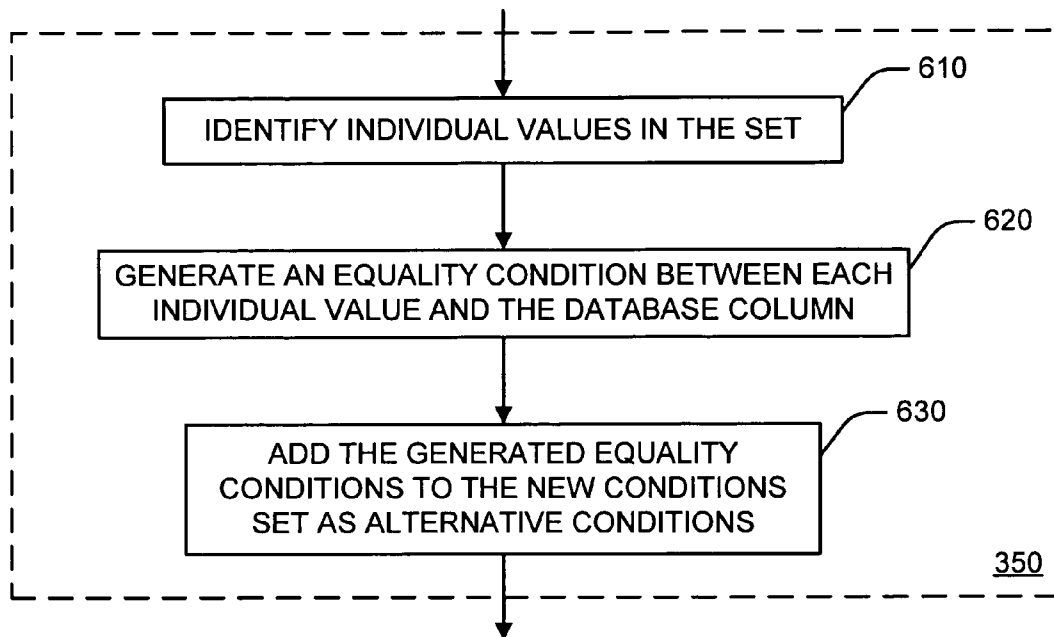 610
IDENTIFY INDIVIDUAL VALUES IN THE SET
620
GENERATE AN EQUALITY CONDITION BETWEEN EACH
INDIVIDUAL VALUE AND THE DATABASE COLUMN
630
ADD THE GENERATED EQUALITY
CONDITIONS TO THE NEW CONDITIONS
SET AS ALTERNATIVE CONDITIONS
350